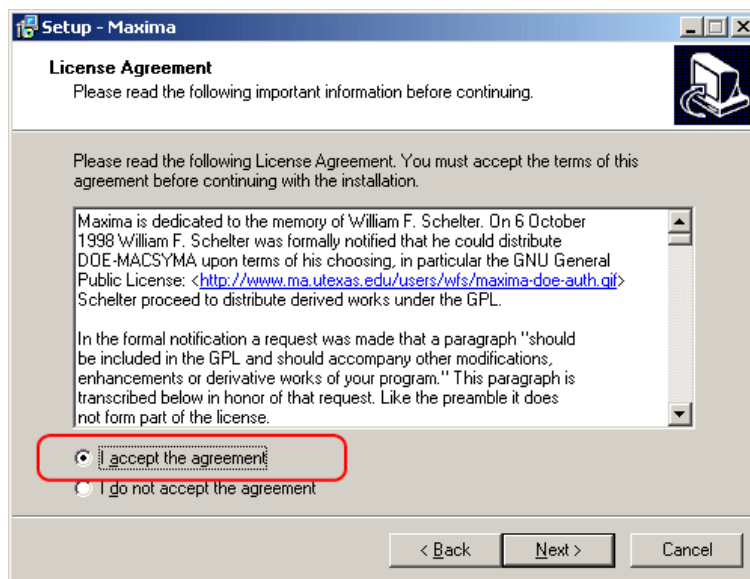 Setup - Maxima
License Agreement
Please read the following important information before continuing.
Please read the following License Agreement. You must accept the terms of this
agreement before continuing with the installation.
Maxima is dedicated to the memory of William F. Schelter. On 6 October
1998 William F. Schelter was formally notified that he could distribute
DOE-MACSYMA upon terms of his choosing, in particular the GNU General
Public License: <http://www.ma.utexas.edu/users/wfs/maxima-doe-auth.gif>
Schelter proceed to distribute derived works under the GPL.
In the formal notification a request was made that a paragraph "should
be included in the GPL and should accompany other modifications,
enhancements or derivative works of your program." This paragraph is
transcribed below in honor of that request. Like the preamble it does
not form part of the license.
I accept the agreement
I do not accept the agreement
< Back Next > Cancel